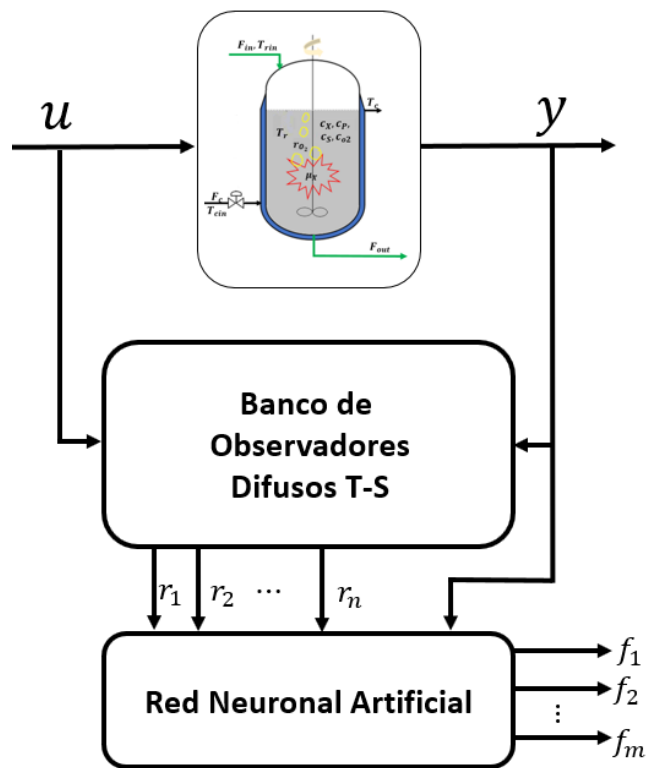 F_in, T_rin
T_c
T_r
c_X, c_P,
c_S, c_o2
r_O2
μ_X
F_c
T_cin
F_out
u
y
Banco de
Observadores
Difusos T-S
r_1 r_2 ⋯ r_n
Red Neuronal Artificial
f_1
f_2
⋮
f_m